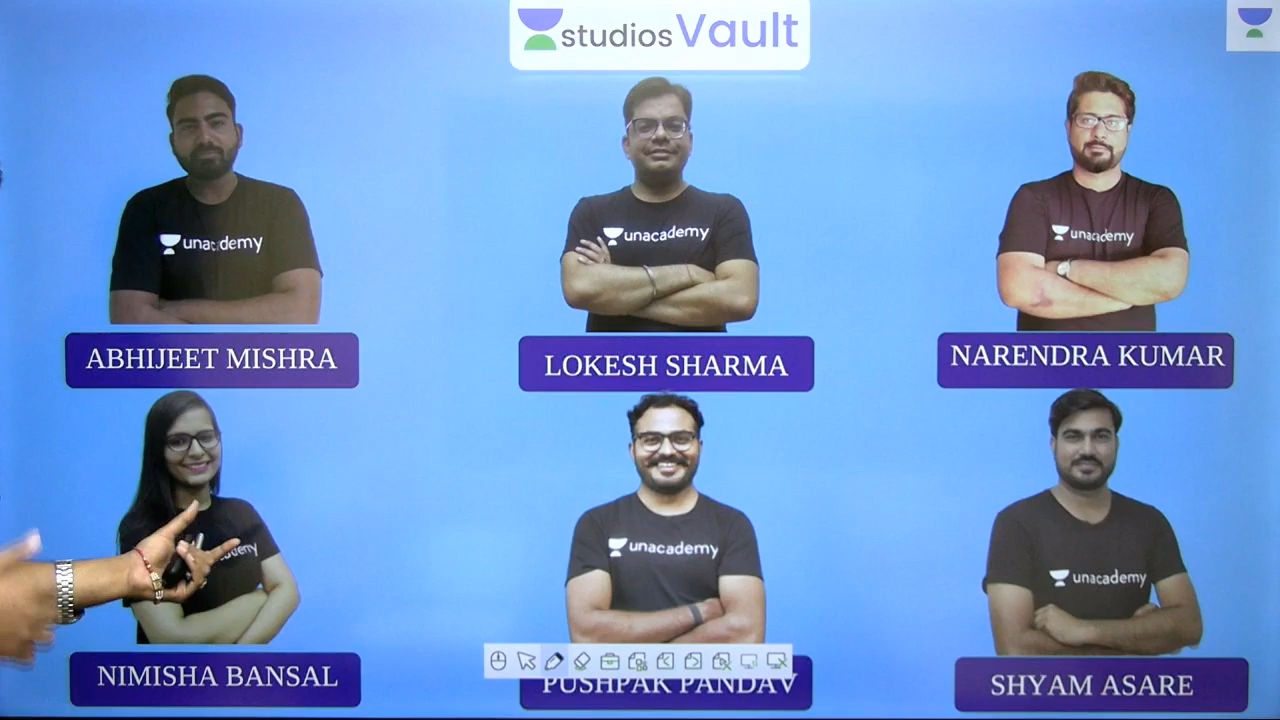 studios Vault
unacademy
unacademy
unacademy
ABHIJEET MISHRA
LOKESH SHARMA
NARENDRA KUMAR
unacademy
unacademy
NIMISHA BANSAL
PUSHPAK PANDAV
SHYAM ASARE